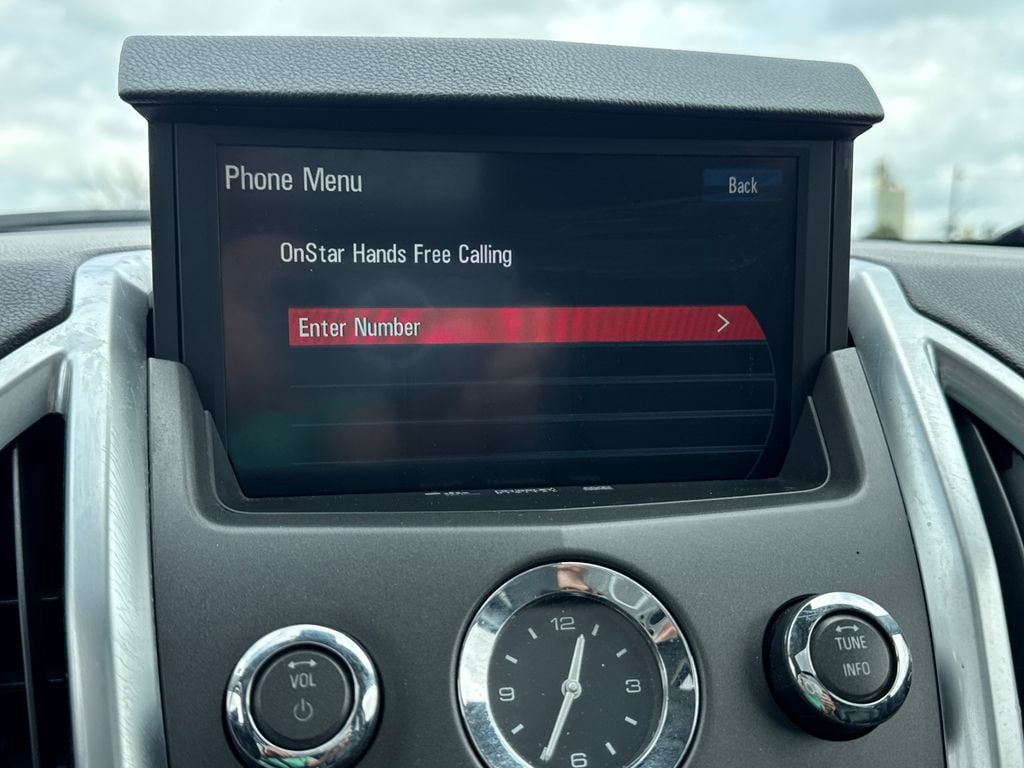 Phone Menu
Back
OnStar Hands Free Calling
Enter Number
VOL
12
3
6
9
TUNE
INFO